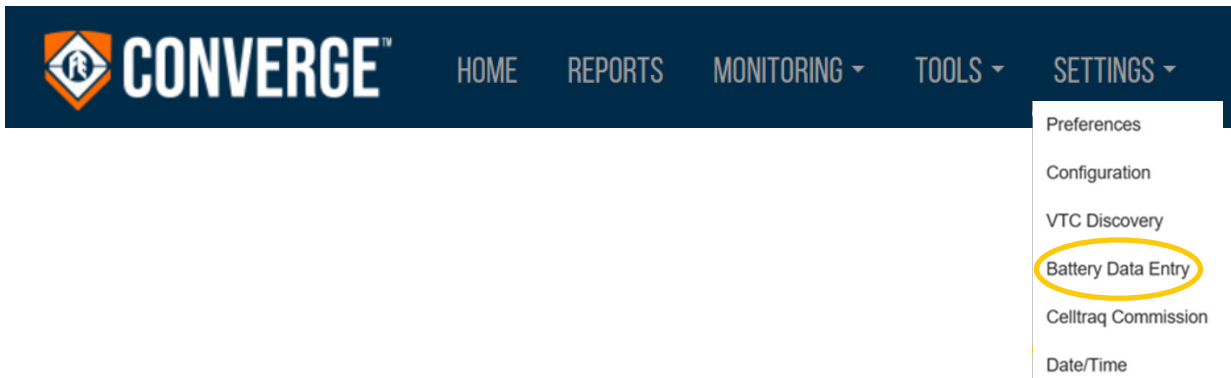 CONVERGE™ HOME REPORTS MONITORING TOOLS SETTINGS
Preferences
Configuration
VTC Discovery
Battery Data Entry
Celltraq Commission
Date/Time